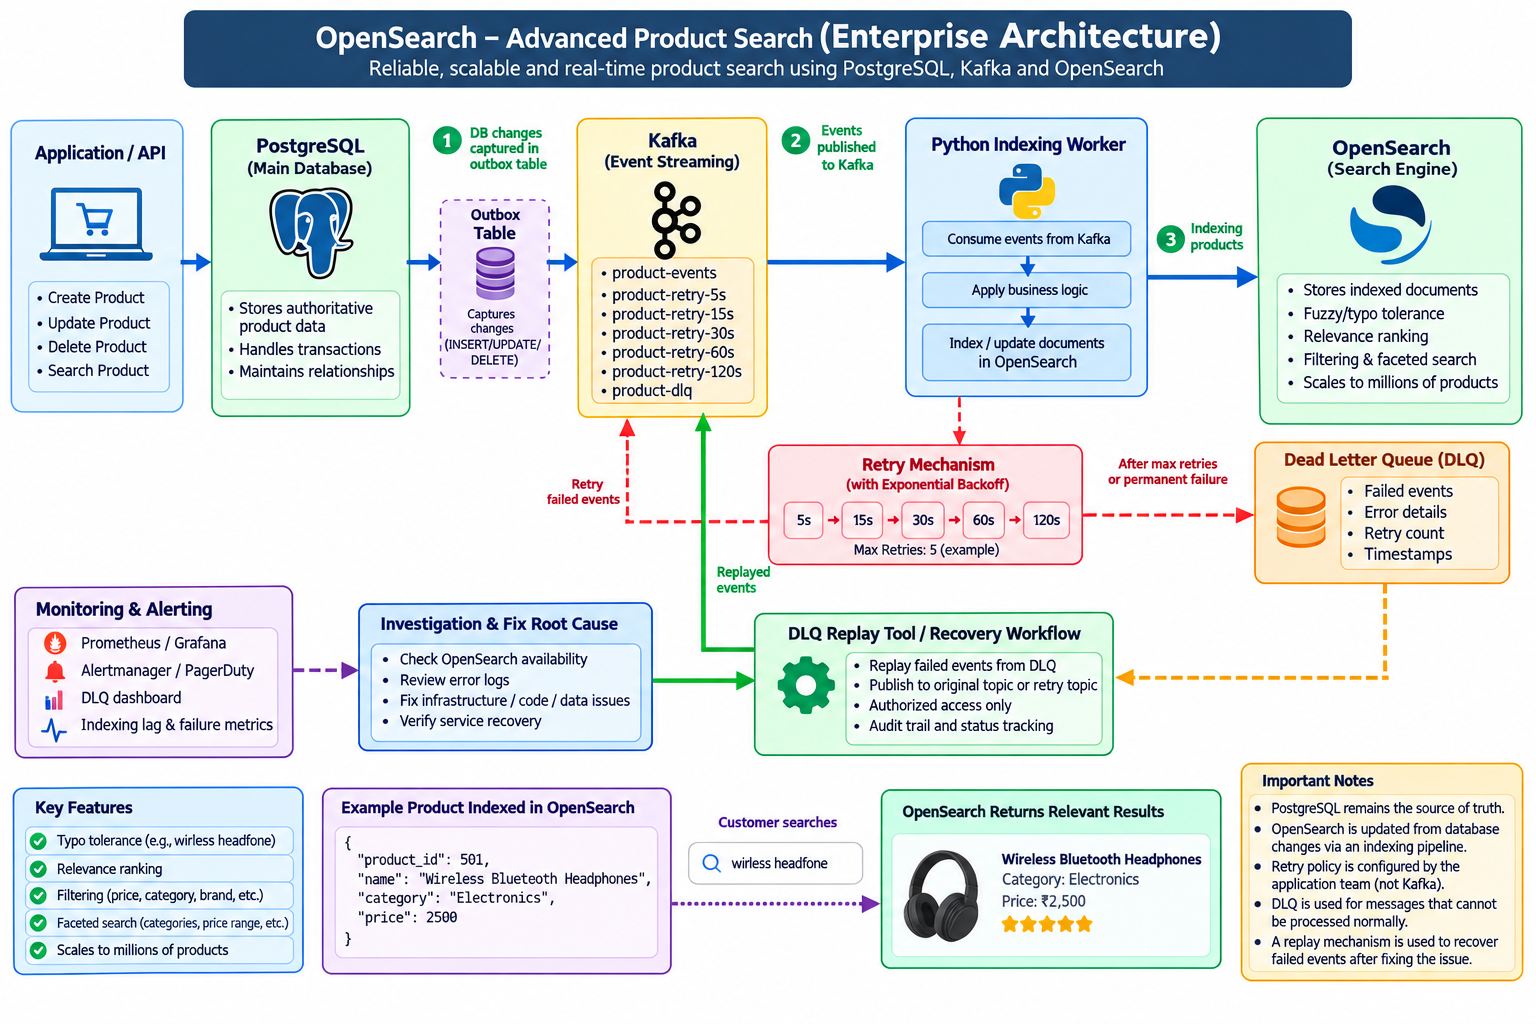 OpenSearch – Advanced Product Search (Enterprise Architecture)
Reliable, scalable and real-time product search using PostgreSQL, Kafka and OpenSearch
Application / API
• Create Product
• Update Product
• Delete Product
• Search Product
PostgreSQL
(Main Database)
• Stores authoritative
product data
• Handles transactions
• Maintains relationships
1
DB changes
captured in
outbox table
Outbox
Table
Captures
changes
(INSERT/UPDATE/
DELETE)
Kafka
(Event Streaming)
• product-events
• product-retry-5s
• product-retry-15s
• product-retry-30s
• product-retry-60s
• product-retry-120s
• product-dlq
2
Events
published
to Kafka
Python Indexing Worker
Consume events from Kafka
Apply business logic
Index / update documents
in OpenSearch
3
Indexing
products
OpenSearch
(Search Engine)
• Stores indexed documents
• Fuzzy/typo tolerance
• Relevance ranking
• Filtering & faceted search
• Scales to millions of products
Retry
failed events
Retry Mechanism
(with Exponential Backoff)
5s
15s
30s
60s
120s
Max Retries: 5 (example)
After max retries
or permanent failure
Dead Letter Queue (DLQ)
• Failed events
• Error details
• Retry count
• Timestamps
Replayed
events
Monitoring & Alerting
Prometheus / Grafana
Alertmanager / PagerDuty
DLQ dashboard
Indexing lag & failure metrics
Investigation & Fix Root Cause
• Check OpenSearch availability
• Review error logs
• Fix infrastructure / code / data issues
• Verify service recovery
DLQ Replay Tool / Recovery Workflow
• Replay failed events from DLQ
• Publish to original topic or retry topic
• Authorized access only
• Audit trail and status tracking
Key Features
Typo tolerance (e.g., wirless headfone)
Relevance ranking
Filtering (price, category, brand, etc.)
Faceted search (categories, price range, etc.)
Scales to millions of products
Example Product Indexed in OpenSearch
{
"product_id": 501,
"name": "Wireless Bluetooth Headphones",
"category": "Electronics",
"price": 2500
}
Customer searches
wirless headfone
OpenSearch Returns Relevant Results
Wireless Bluetooth Headphones
Category: Electronics
Price: ₹2,500
Important Notes
• PostgreSQL remains the source of truth.
• OpenSearch is updated from database
changes via an indexing pipeline.
• Retry policy is configured by the
application team (not Kafka).
• DLQ is used for messages that cannot
be processed normally.
• A replay mechanism is used to recover
failed events after fixing the issue.